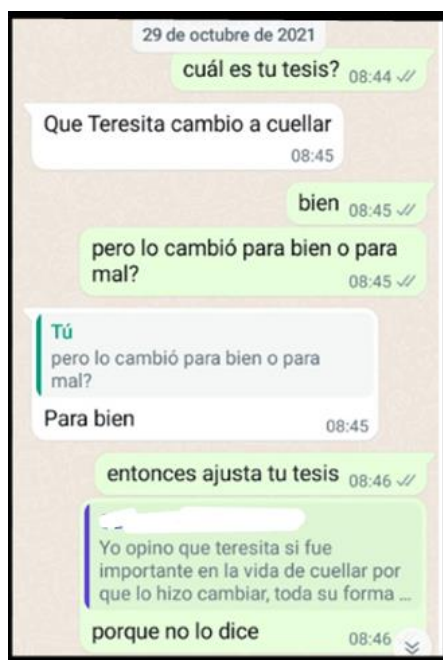 29 de octubre de 2021
cuál es tu tesis? 08:44
Que Teresita cambio a cuellar
08:45
bien 08:45
pero lo cambió para bien o para
mal? 08:45
Tú
pero lo cambió para bien o para
mal?
Para bien 08:45
entonces ajusta tu tesis 08:46
Yo opino que teresita si fue
importante en la vida de cuellar por
que lo hizo cambiar, toda su forma ...
porque no lo dice 08:46